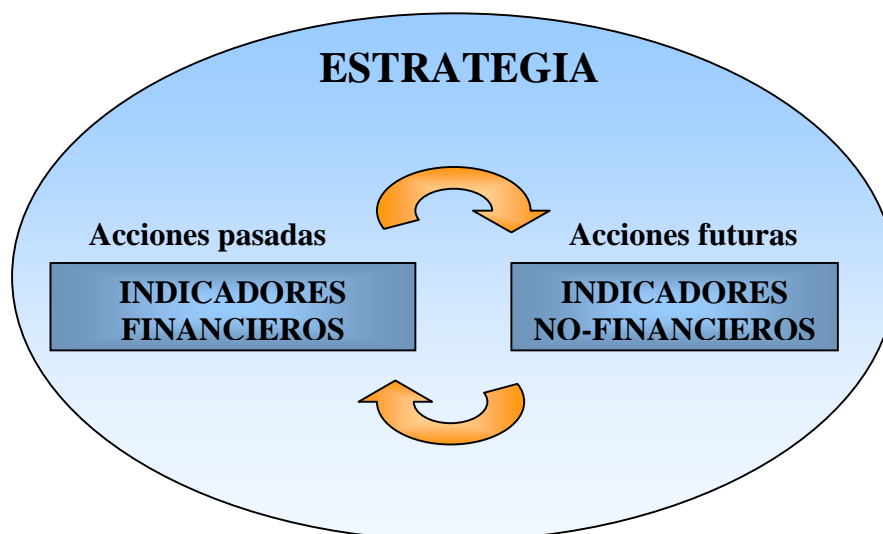 ESTRATEGIA
Acciones pasadas
INDICADORES
FINANCIEROS
Acciones futuras
INDICADORES
NO-FINANCIEROS